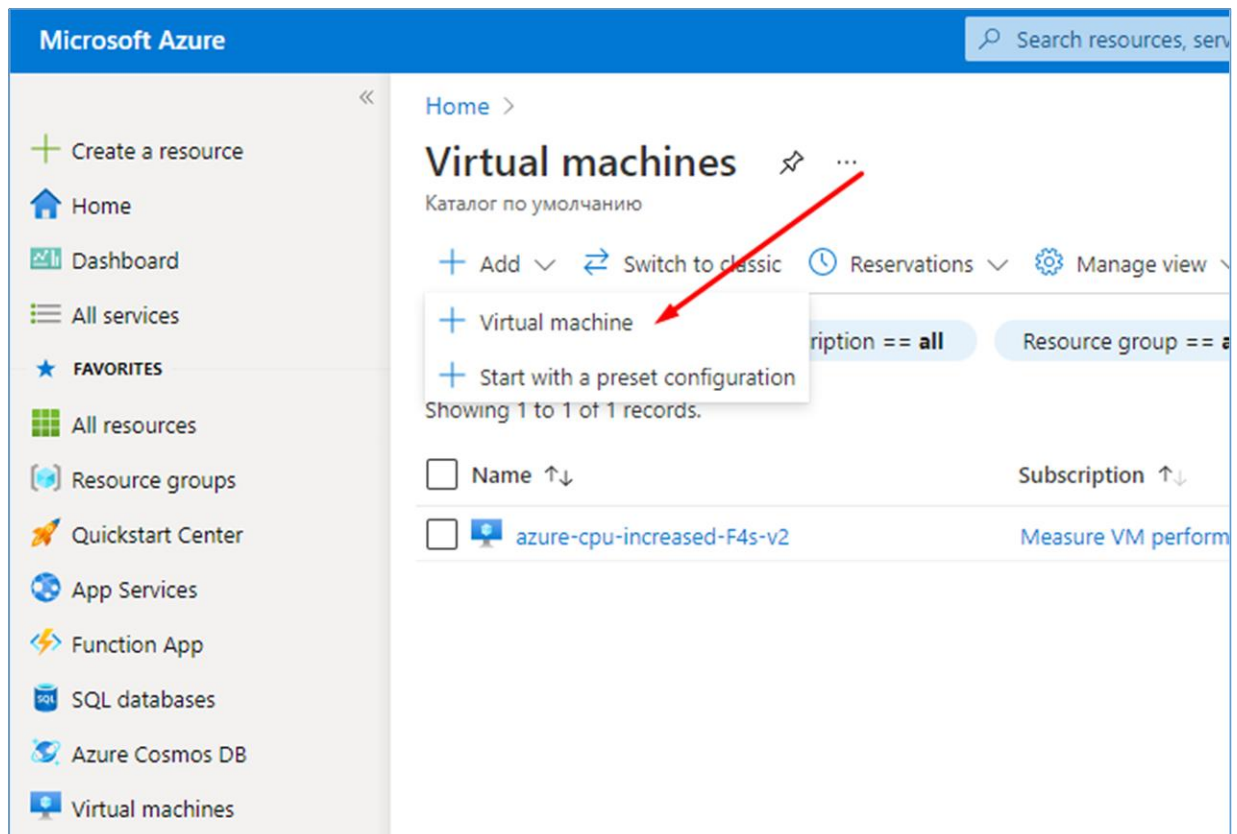 Microsoft Azure
Search resources, serv
Create a resource
Home
Dashboard
All services
FAVORITES
All resources
Resource groups
Quickstart Center
App Services
Function App
SQL databases
Azure Cosmos DB
Virtual machines
Home >
Virtual machines ...
Каталог по умолчанию
Add Switch to classic Reservations Manage view
Virtual machine
Start with a preset configuration
ription == all Resource group == a
Showing 1 to 1 of 1 records.
Name ↑↓ Subscription ↑↓
azure-cpu-increased-F4s-v2 Measure VM perform